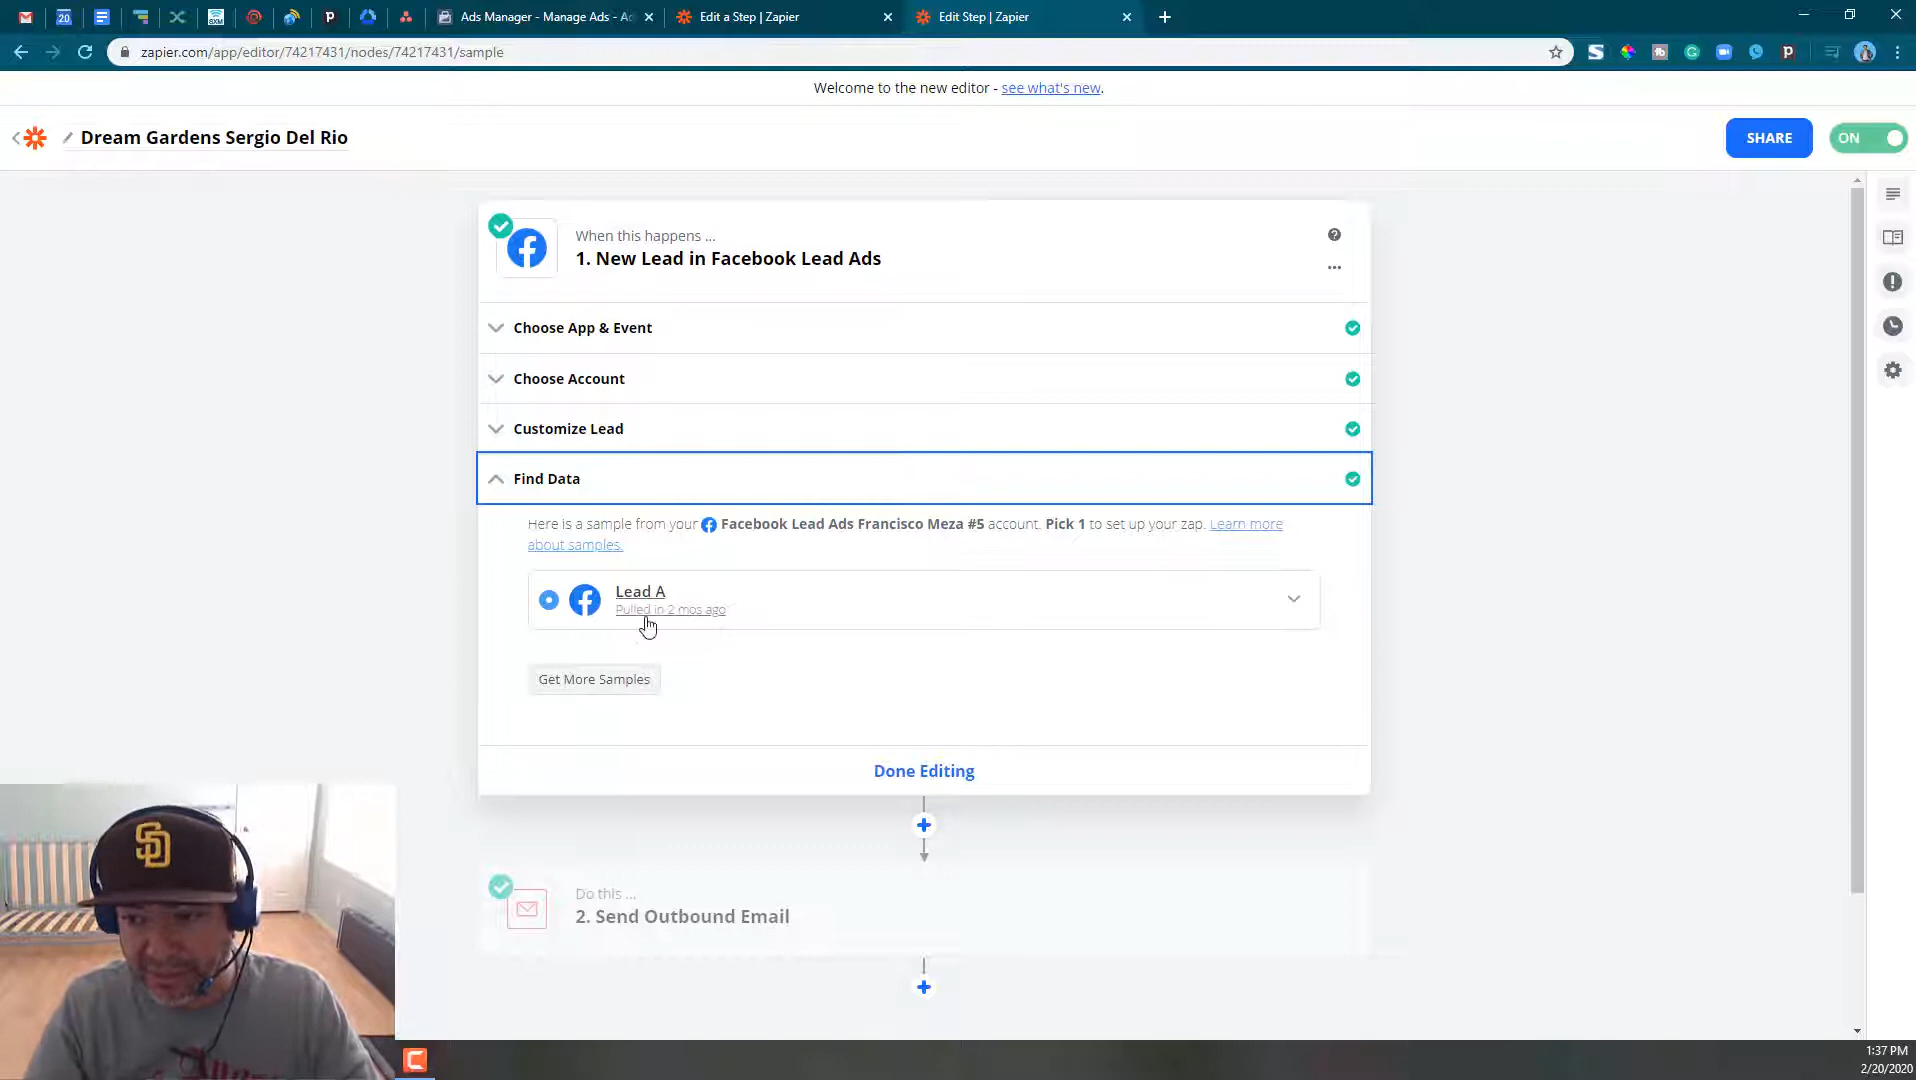 20
SXM
P
Ads Manager - Manage Ads - Ad
Edit a Step | Zapier
Edit Step | Zapier
zapier.com/app/editor/74217431/nodes/74217431/sample
Welcome to the new editor - see what's new.
Dream Gardens Sergio Del Rio
SHARE
ON
When this happens ...
1. New Lead in Facebook Lead Ads
Choose App & Event
Choose Account
Customize Lead
Find Data
Here is a sample from your Facebook Lead Ads Francisco Meza #5 account. Pick 1 to set up your zap. Learn more
about samples.
Lead A
Pulled in 2 mos ago
Get More Samples
Done Editing
Do this ...
2. Send Outbound Email
SD
1:37 PM
2/20/2020